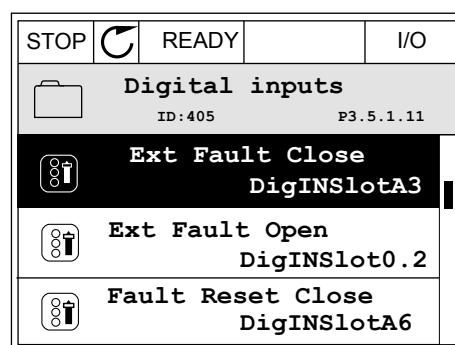 STOP READY I/O
Digital inputs
ID:405 P3.5.1.11
Ext Fault Close
DigINSlotA3
Ext Fault Open
DigINSlot0.2
Fault Reset Close
DigINSlotA6